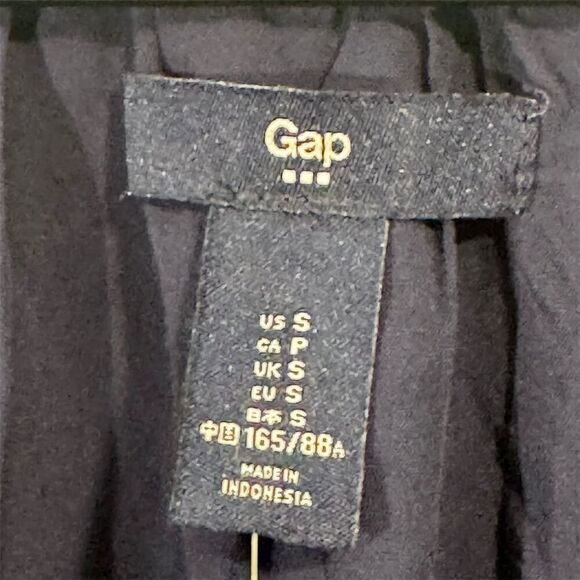 Gap
US S
CA P
UK S
EU S
日本 S
中国 165/88A
MADE IN
INDONESIA